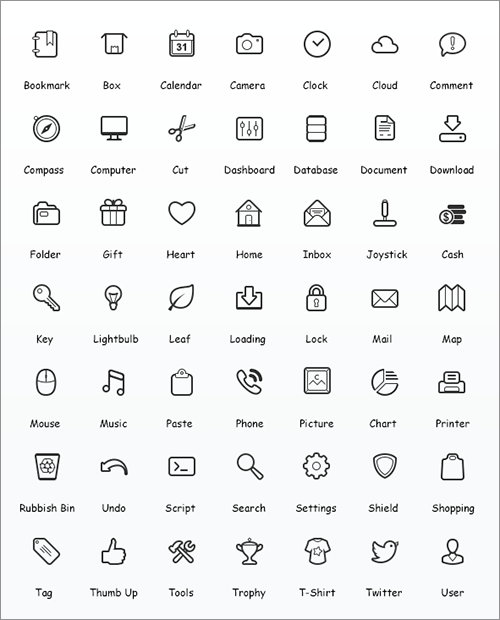 31
Bookmark Box Calendar Camera Clock Cloud Comment
Compass Computer Cut Dashboard Database Document Download
$
Folder Gift Heart Home Inbox Joystick Cash
Key Lightbulb Leaf Loading Lock Mail Map
C
Mouse Music Paste Phone Picture Chart Printer
Rubbish Bin Undo Script Search Settings Shield Shopping
Tag Thumb Up Tools Trophy T-Shirt Twitter User